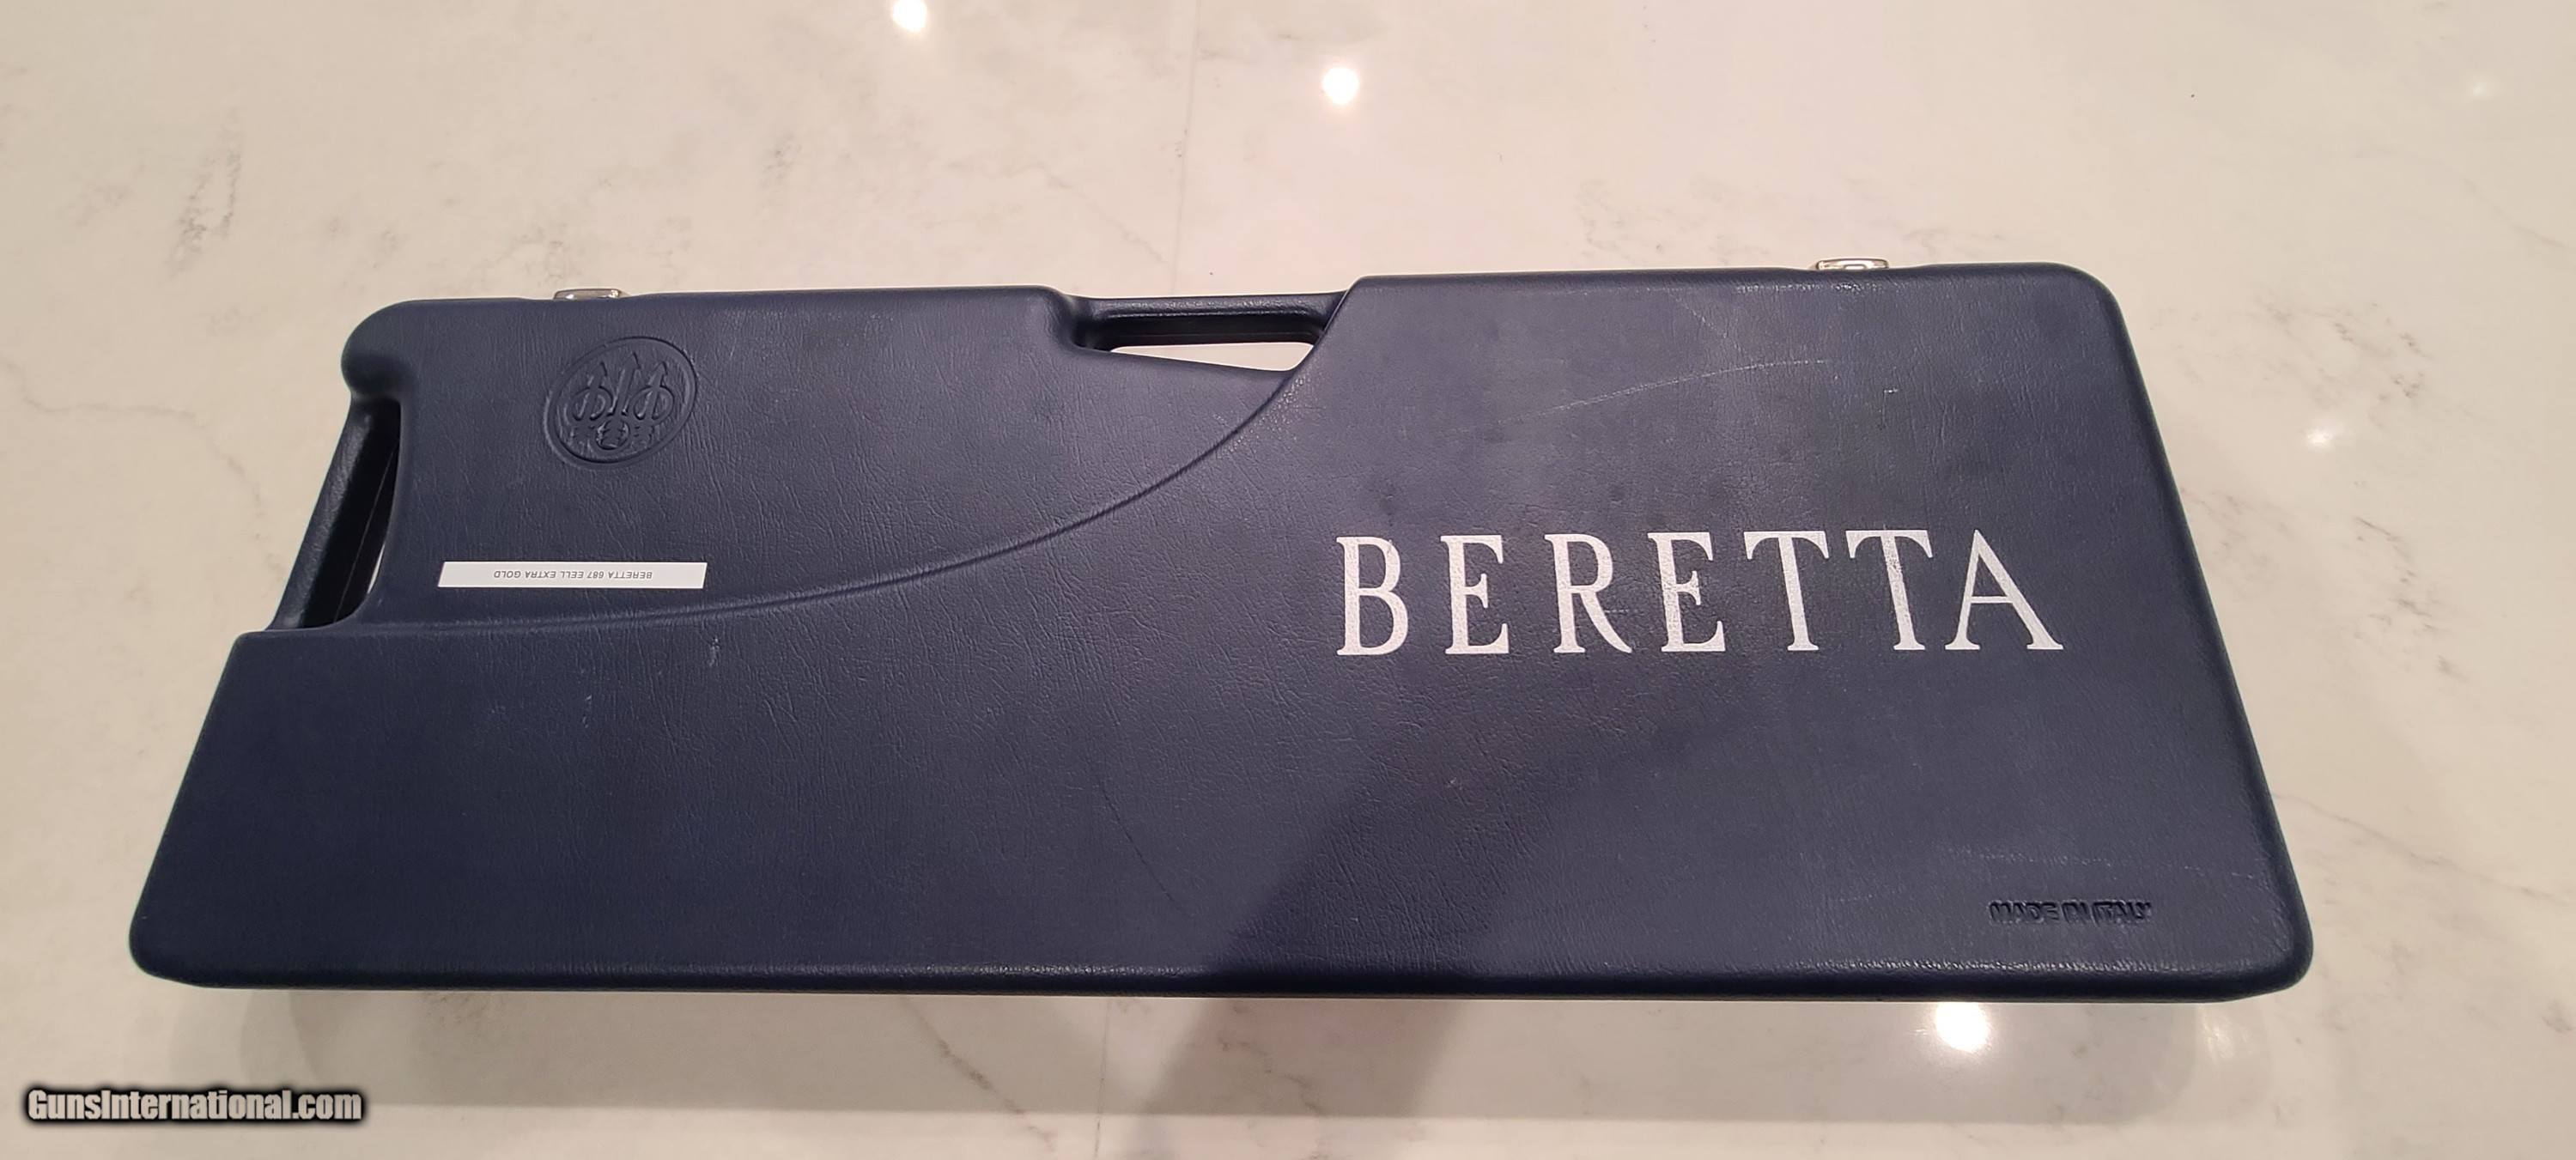 BERETTA 687 EELL EXTRA GOLD
BERETTA
MADE IN ITALY
GunsInternational.com